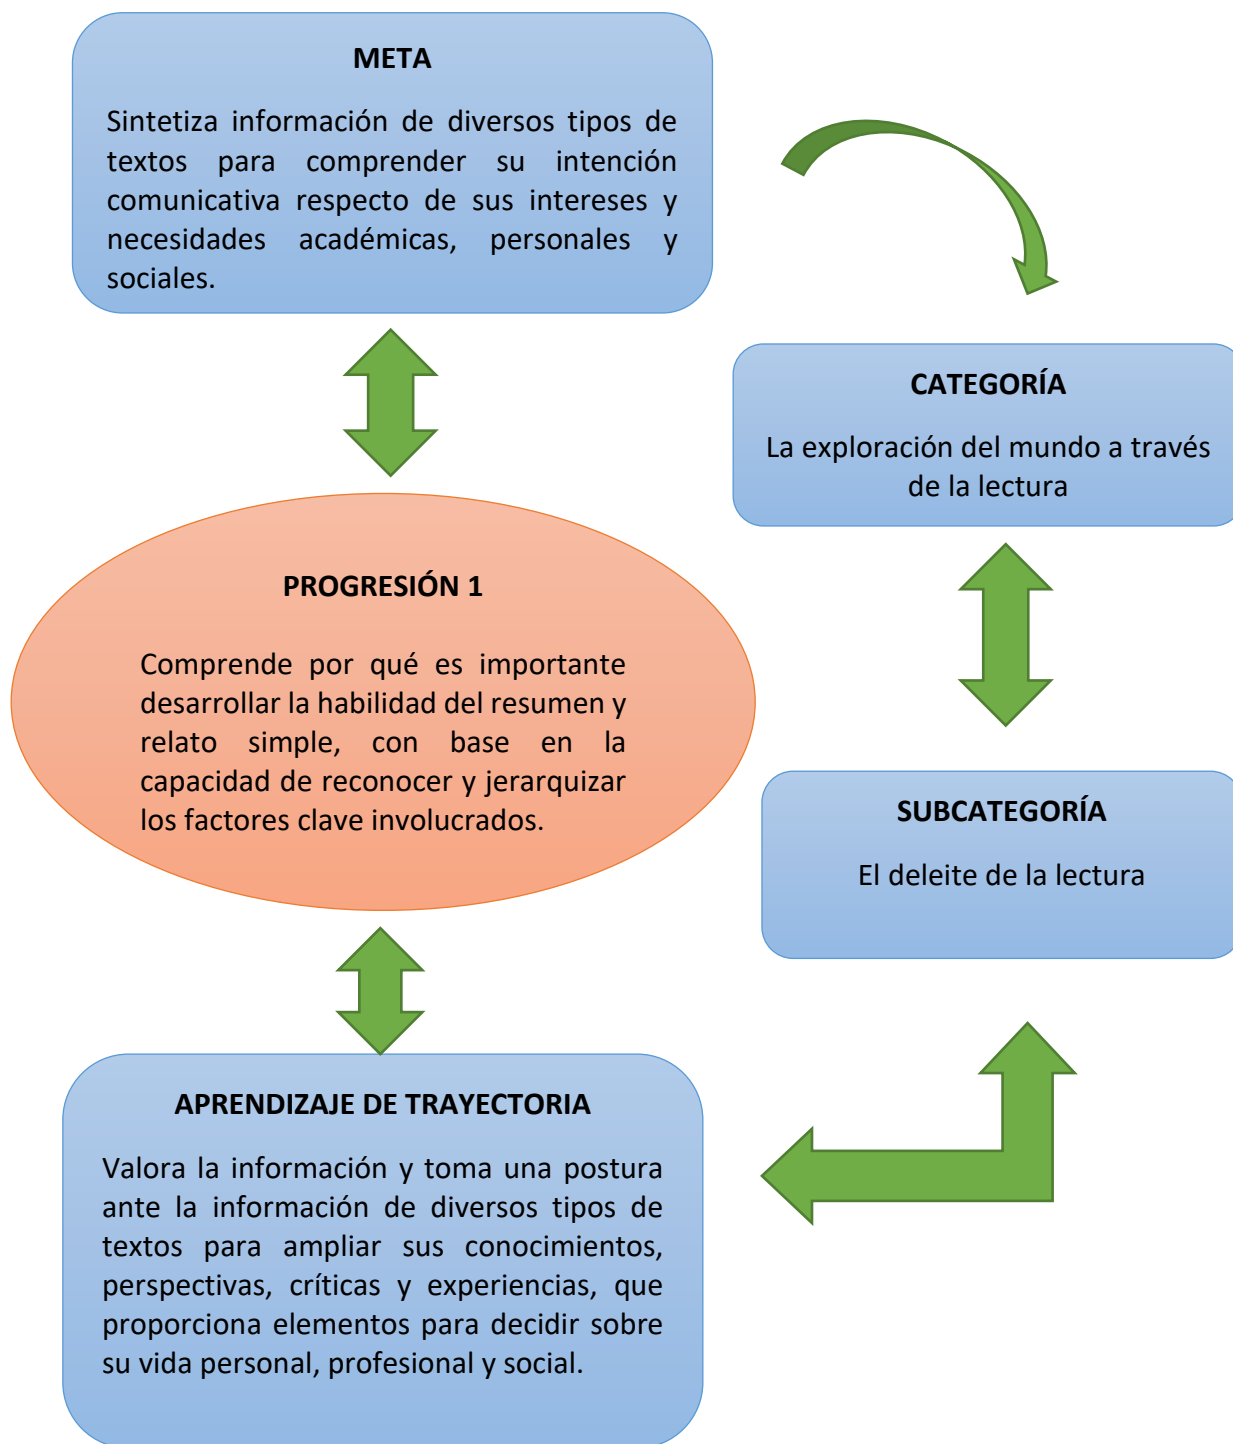 META
Sintetiza información de diversos tipos de
textos para comprender su intención
comunicativa respecto de sus intereses y
necesidades académicas, personales y
sociales.
CATEGORÍA
La exploración del mundo a través
de la lectura
PROGRESIÓN 1
Comprende por qué es importante
desarrollar la habilidad del resumen y
relato simple, con base en la
capacidad de reconocer y jerarquizar
los factores clave involucrados.
SUBCATEGORÍA
El deleite de la lectura
APRENDIZAJE DE TRAYECTORIA
Valora la información y toma una postura
ante la información de diversos tipos de
textos para ampliar sus conocimientos,
perspectivas, críticas y experiencias, que
proporciona elementos para decidir sobre
su vida personal, profesional y social.